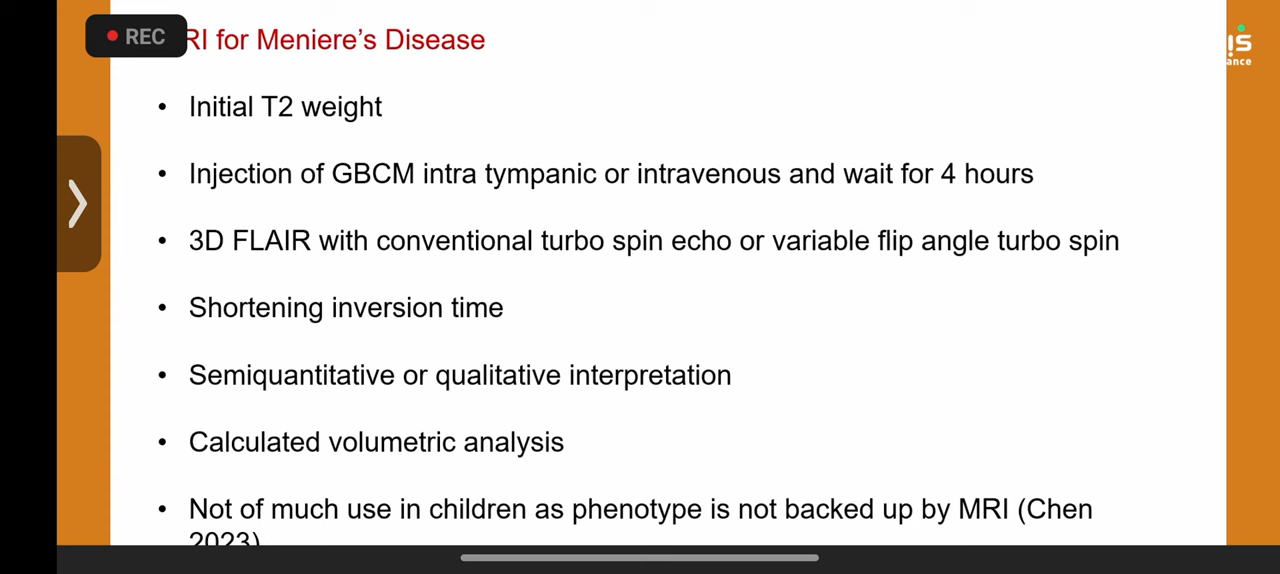 REC
RI for Meniere's Disease
• Initial T2 weight
• Injection of GBCM intra tympanic or intravenous and wait for 4 hours
• 3D FLAIR with conventional turbo spin echo or variable flip angle turbo spin
• Shortening inversion time
• Semiquantitative or qualitative interpretation
• Calculated volumetric analysis
• Not of much use in children as phenotype is not backed up by MRI (Chen
2023)
is
ance